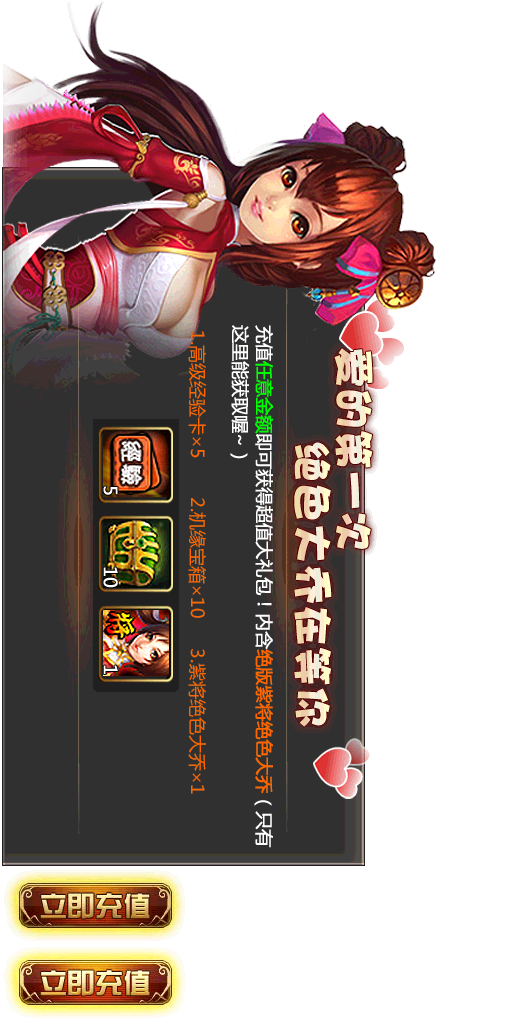 爱的第一次
绝色大乔在等你
充值任意金额即可获得超值大礼包！内含绝版紫将绝色大乔（只有
这里能获取喔~）
1.高级经验卡×5 2.机缘宝箱×10 3.紫将绝色大乔×1
经验
5
10
将
1
立即充值
立即充值